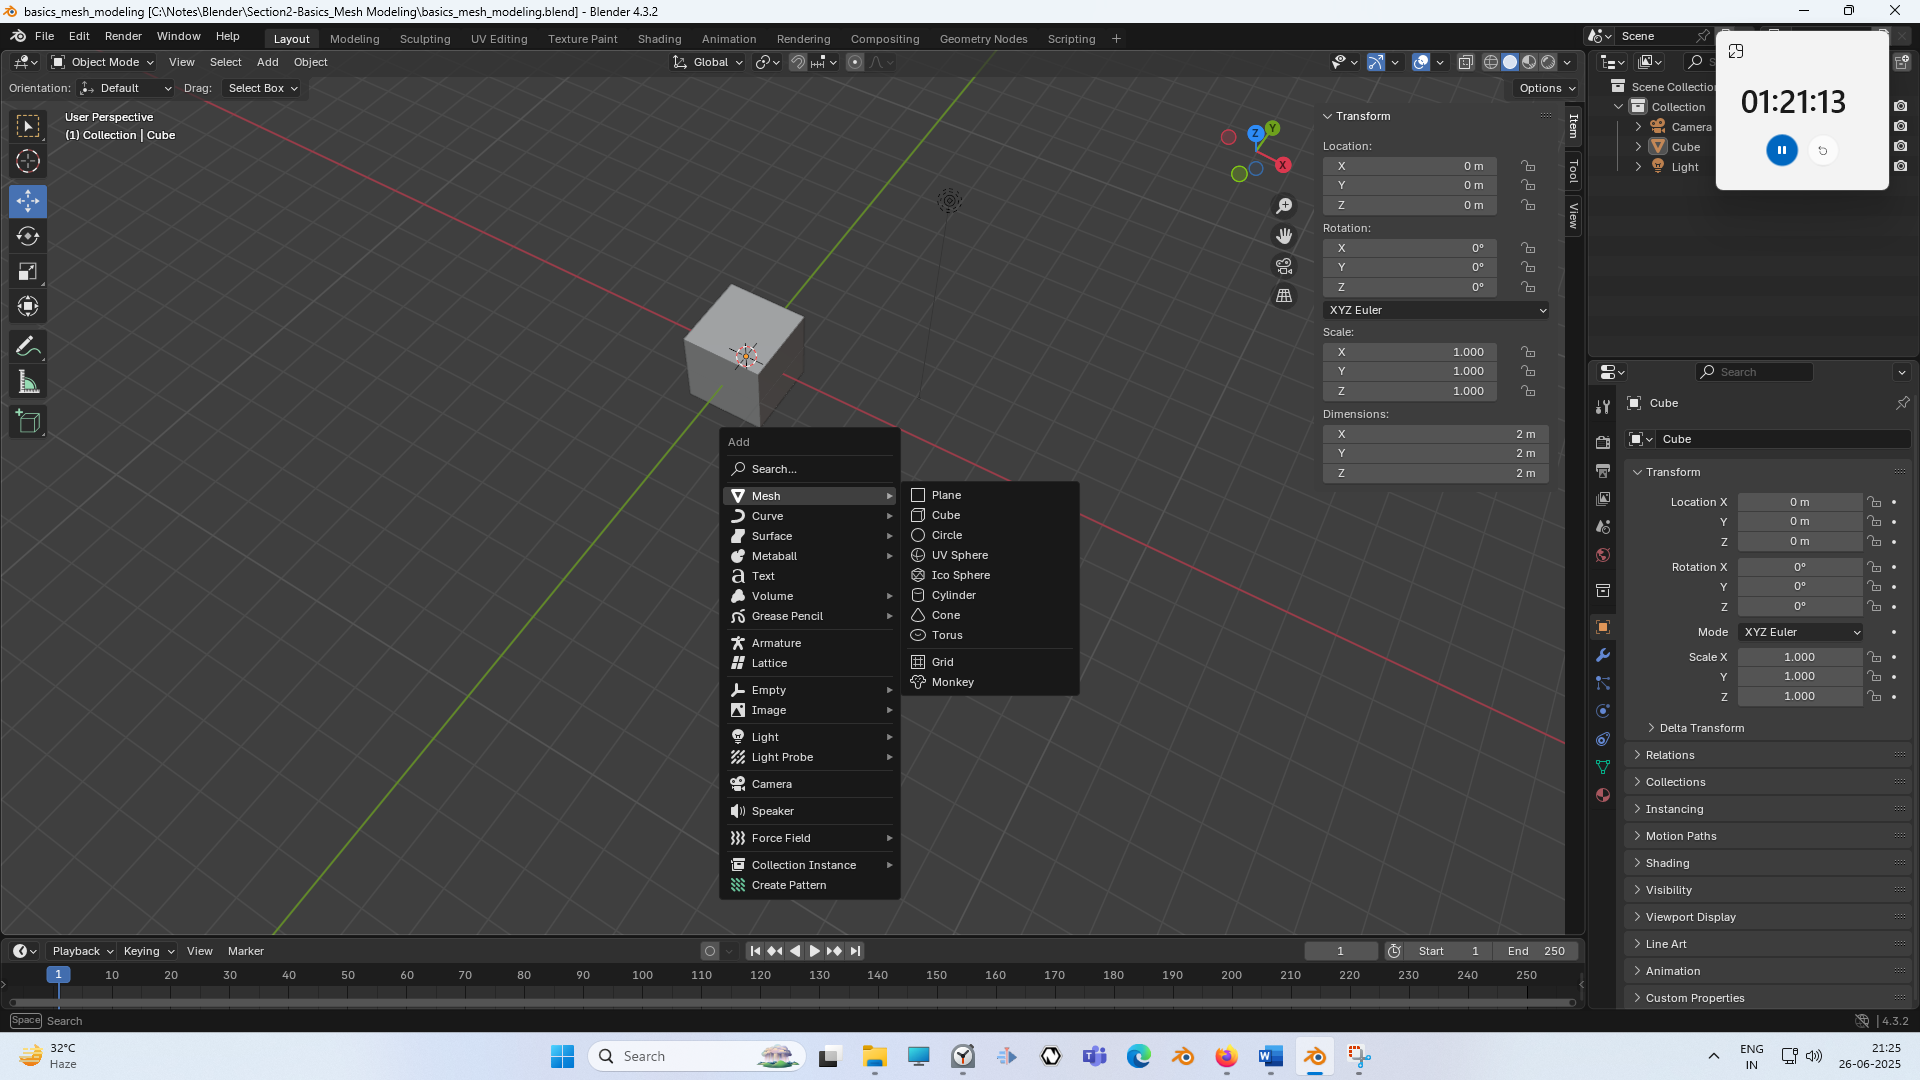 basics_mesh_modeling [C:\Notes\Blender\Section2-Basics_Mesh Modeling\basics_mesh_modeling.blend] - Blender 4.3.2
File Edit Render Window Help Layout Modeling Sculpting UV Editing Texture Paint Shading Animation Rendering Compositing Geometry Nodes Scripting + Scene
Object Mode View Select Add Object Global
Orientation: Default Drag: Select Box Options
User Perspective
(1) Collection | Cube
Z Y X
Transform
Location:
X 0 m
Y 0 m
Z 0 m
Rotation:
X 0°
Y 0°
Z 0°
XYZ Euler
Scale:
X 1.000
Y 1.000
Z 1.000
Dimensions:
X 2 m
Y 2 m
Z 2 m
Item
Tool
View
Scene Collection
Collection
Camera
Cube
Light
01:21:13
Add
Search...
Mesh
Curve
Surface
Metaball
Text
Volume
Grease Pencil
Armature
Lattice
Empty
Image
Light
Light Probe
Camera
Speaker
Force Field
Collection Instance
Create Pattern
Plane
Cube
Circle
UV Sphere
Ico Sphere
Cylinder
Cone
Torus
Grid
Monkey
Search
Cube
Cube
Transform
Location X 0 m
Y 0 m
Z 0 m
Rotation X 0°
Y 0°
Z 0°
Mode XYZ Euler
Scale X 1.000
Y 1.000
Z 1.000
Delta Transform
Relations
Collections
Instancing
Motion Paths
Shading
Visibility
Viewport Display
Line Art
Animation
Custom Properties
Playback Keying View Marker 1 Start 1 End 250
1 10 20 30 40 50 60 70 80 90 100 110 120 130 140 150 160 170 180 190 200 210 220 230 240 250
Space Search 4.3.2
32°C
Haze
Search
ENG
IN
21:25
26-06-2025